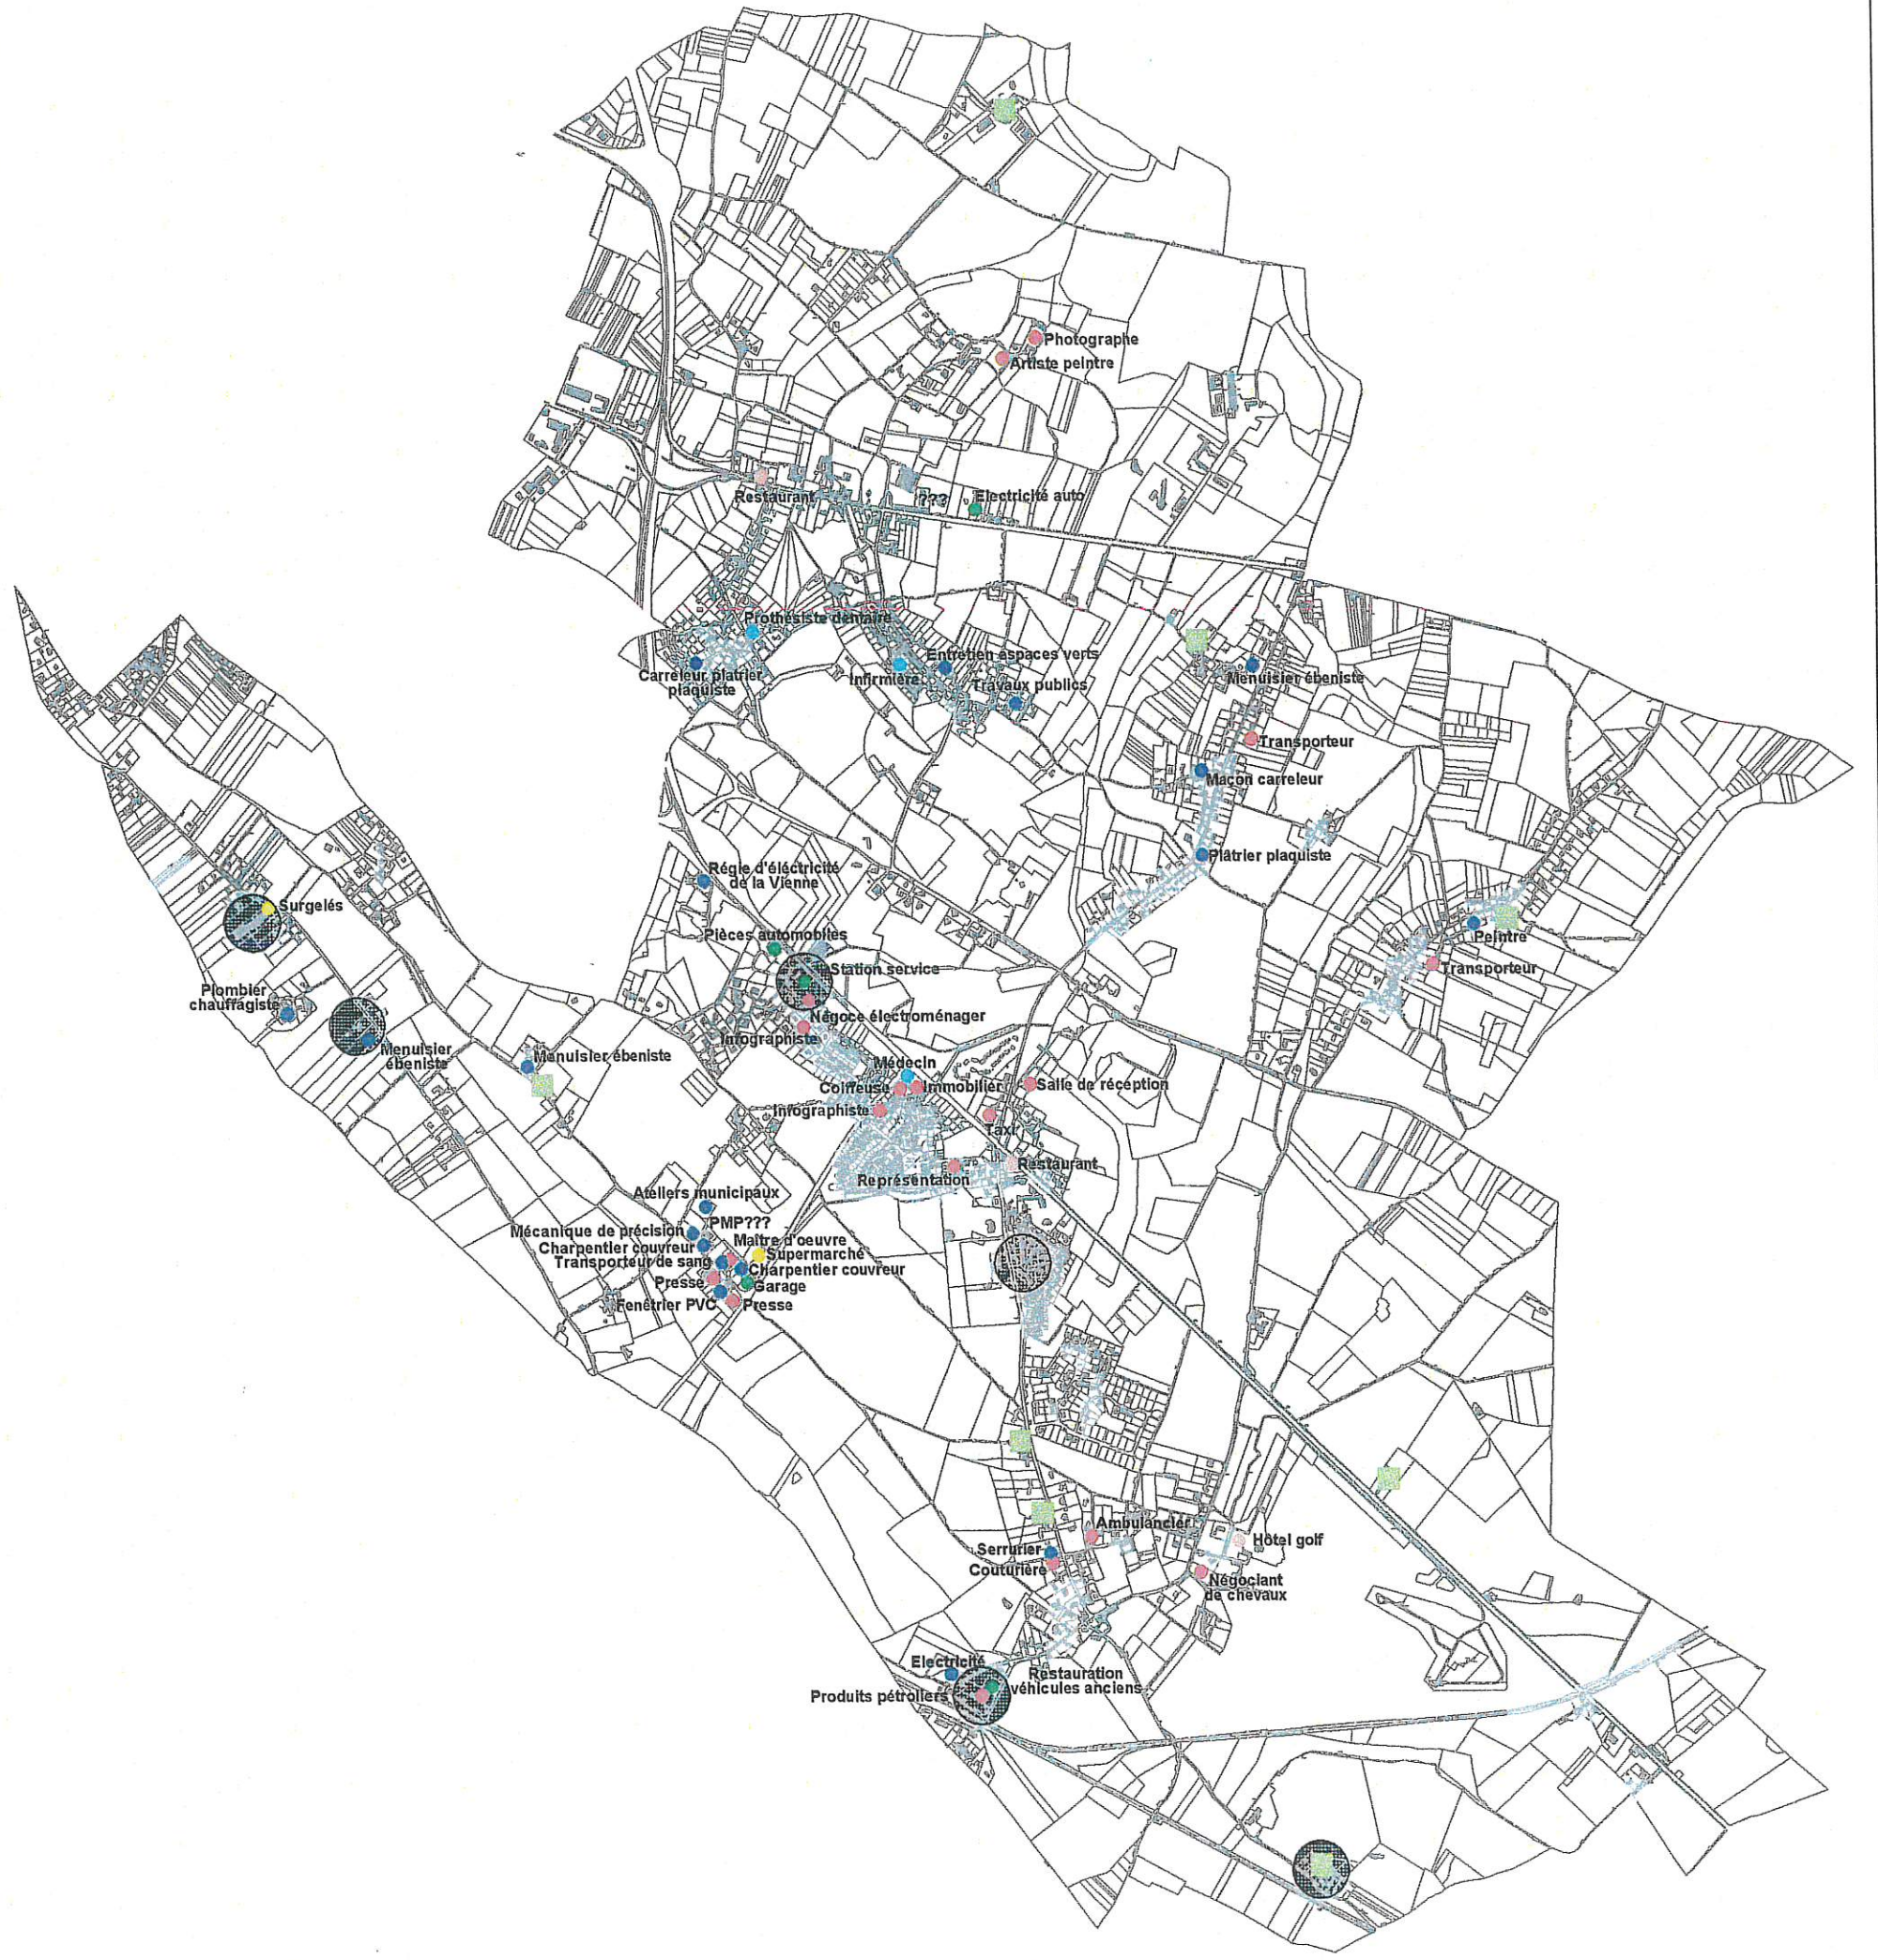 Photographe
Artiste peintre
Restaurant
???
Electricité auto
Prothésiste dentaire
Carreleur platrier
plaquiste
Infirmière
Entretien espaces verts
Travaux publics
Menuisier ébeniste
Transporteur
Maçon carreleur
Plâtrier plaquiste
Peintre
Transporteur
Régie d'éléctricité
de la Vienne
Surgelés
Pièces automobiles
Station service
Plombier
chauffagiste
Négoce électroménager
Infographiste
Menuisier
ébeniste
Menuisier ébeniste
Médecin
Coiffeuse
Immobilier
Salle de réception
Infographiste
Taxi
Restaurant
Représentation
Ateliers municipaux
PMP???
Mécanique de précision
Maître d'oeuvre
Charpentier couvreur
Supermarché
Transporteur de sang
Charpentier couvreur
Presse
Garage
Fenêtrier PVC
Presse
Ambulancier
Hôtel golf
Serrurier
Couturière
Négociant
de chevaux
Electricité
Restauration
véhicules anciens
Produits pétroliers